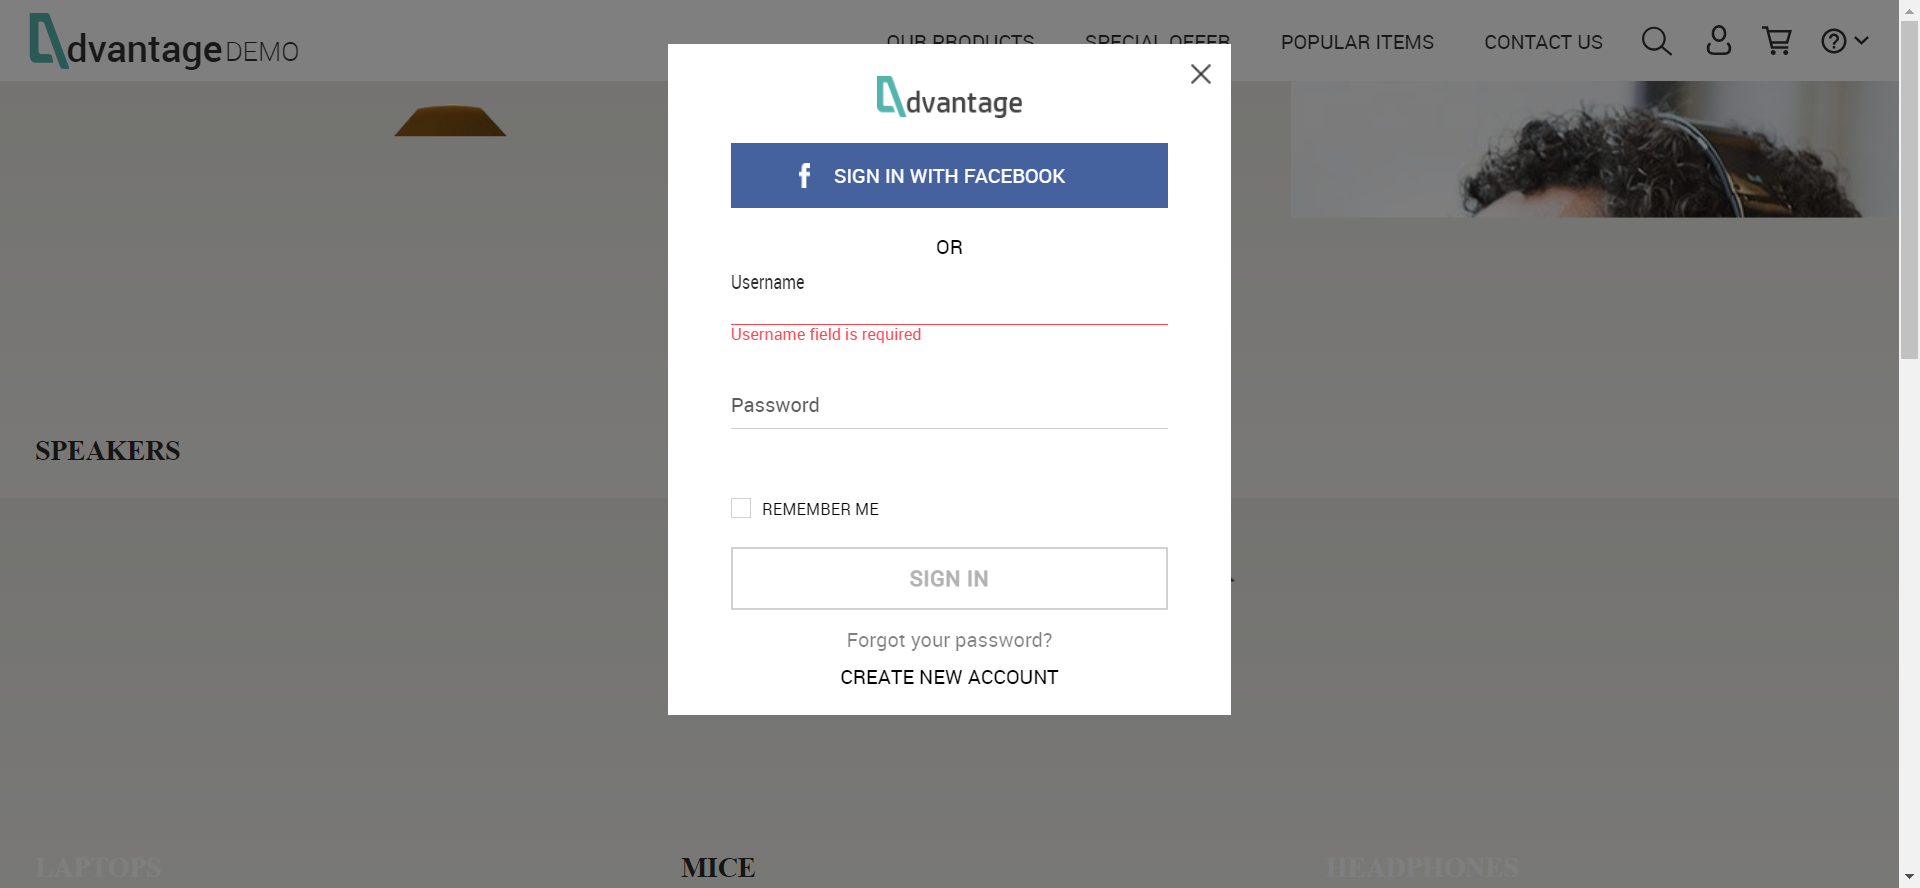 dvantage DEMO
OUR PRODUCTS
SPECIAL OFFER
POPULAR ITEMS
CONTACT US
dvantage
SIGN IN WITH FACEBOOK
OR
Username
Username field is required
Password
REMEMBER ME
SIGN IN
Forgot your password?
CREATE NEW ACCOUNT
SPEAKERS
LAPTOPS
MICE
HEADPHONES